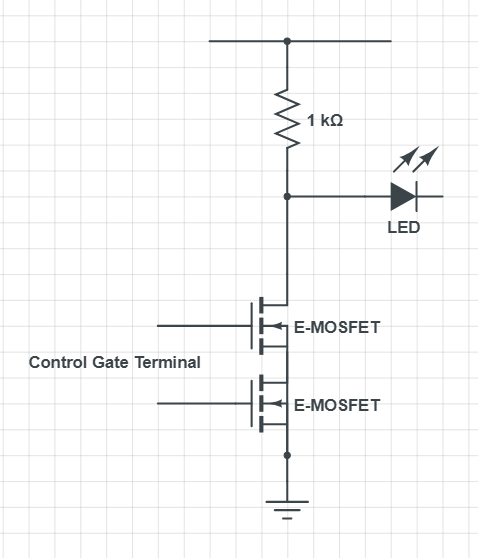 1 kΩ
LED
E-MOSFET
Control Gate Terminal
E-MOSFET